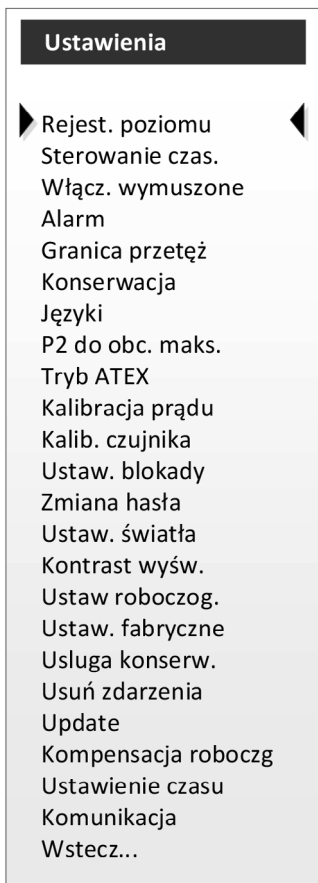 Ustawienia
Rejest. poziomu
Sterowanie czas.
Włącz. wymuszone
Alarm
Granica przetęż
Konserwacja
Języki
P2 do obc. maks.
Tryb ATEX
Kalibracja prądu
Kalib. czujnika
Ustaw. blokady
Zmiana hasła
Ustaw. światła
Kontrast wyśw.
Ustaw roboczog.
Ustaw. fabryczne
Usluga konserw.
Usuń zdarzenia
Update
Kompensacja roboczg
Ustawienie czasu
Komunikacja
Wstecz...